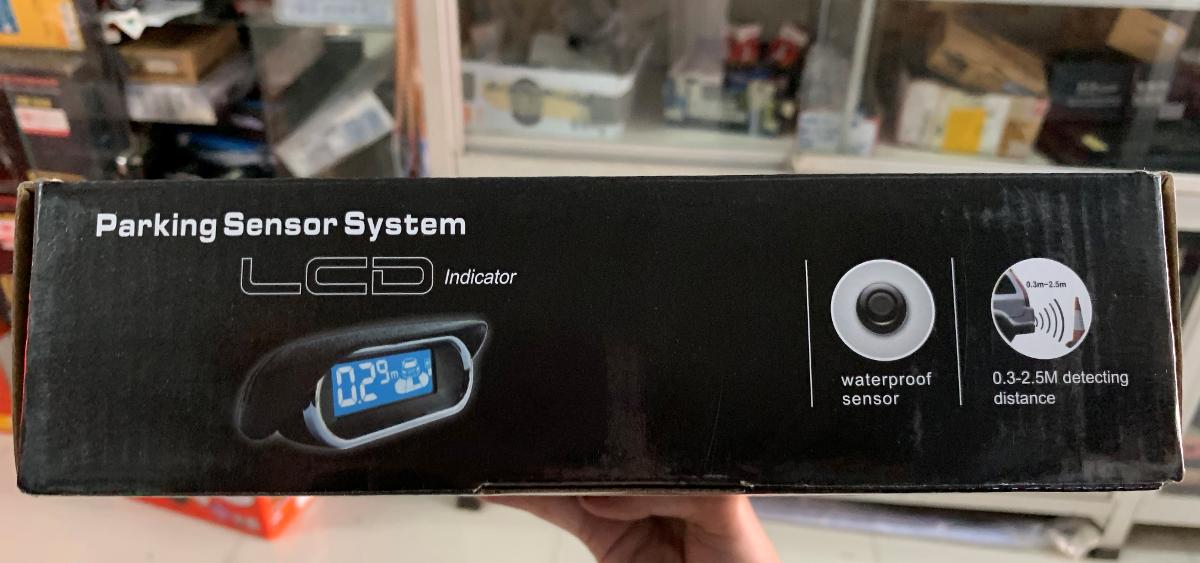 Parking Sensor System
LCD Indicator
0.29m
waterproof
sensor
0.3m-2.5m
0.3-2.5M detecting
distance